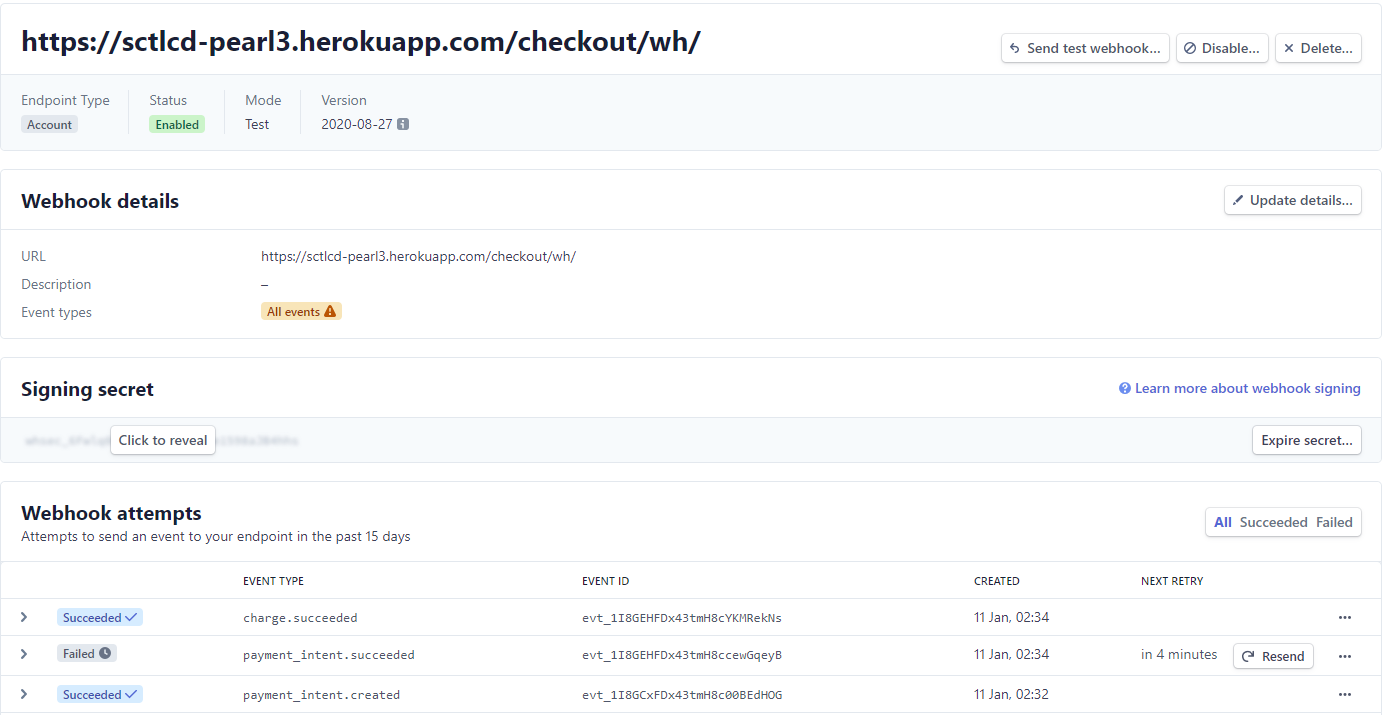 https://sctlcd-pearl3.herokuapp.com/checkout/wh/
Send test webhook... Disable... Delete...
Endpoint Type Status Mode Version
Account Enabled Test 2020-08-27
Webhook details Update details...
URL https://sctlcd-pearl3.herokuapp.com/checkout/wh/
Description –
Event types All events
Signing secret Learn more about webhook signing
Click to reveal Expire secret...
Webhook attempts
Attempts to send an event to your endpoint in the past 15 days
All Succeeded Failed
EVENT TYPE EVENT ID CREATED NEXT RETRY
Succeeded charge.succeeded evt_1I8GEHFDx43tmH8cYKMRekNs 11 Jan, 02:34
Failed payment_intent.succeeded evt_1I8GEHFDx43tmH8ccewGqeyB 11 Jan, 02:34 in 4 minutes Resend
Succeeded payment_intent.created evt_1I8GCxFDx43tmH8c00BEdHOG 11 Jan, 02:32